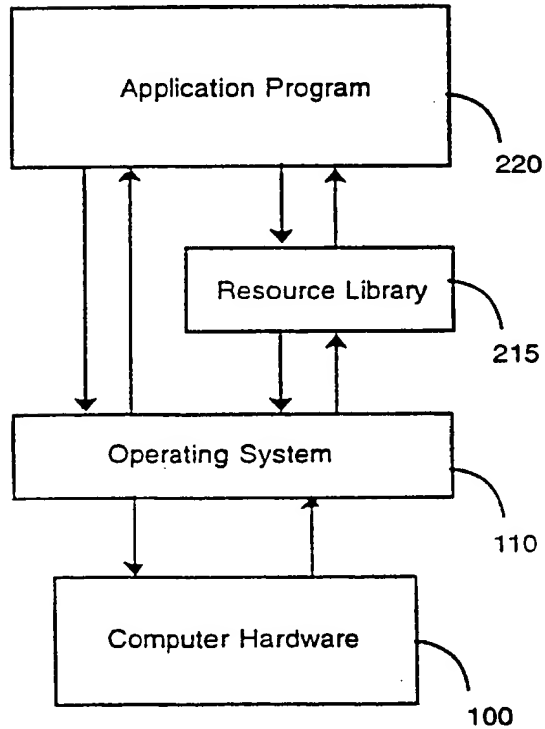 Application Program
220
Resource Library
215
Operating System
110
Computer Hardware
100